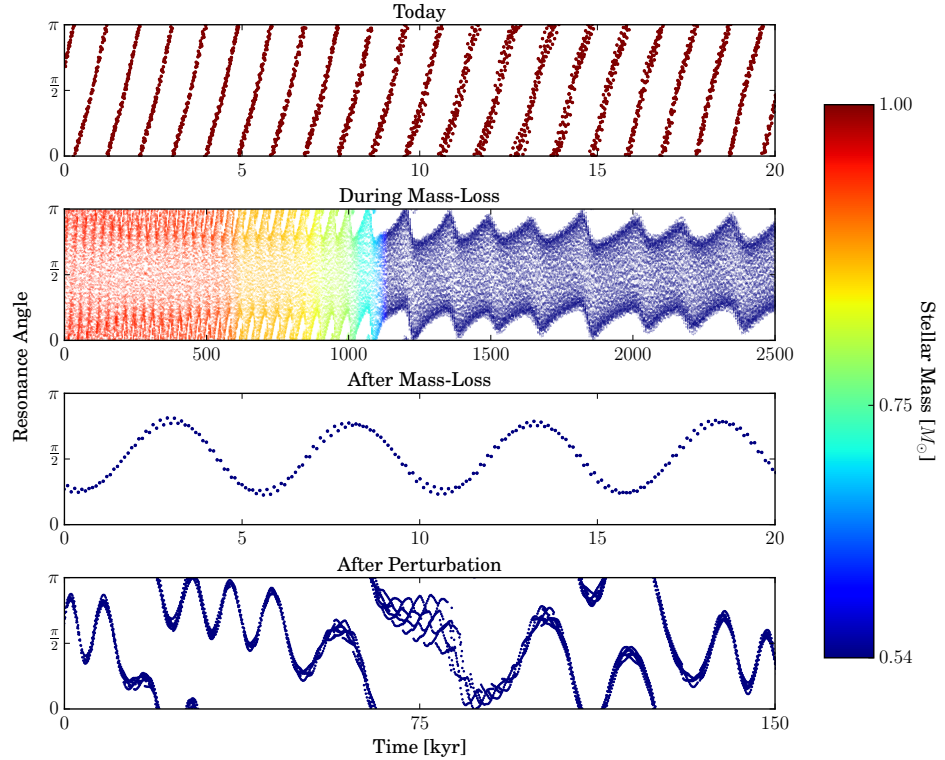 Today
π
π/2
0
0 5 10 15 20
During Mass-Loss
π
π/2
0
0 500 1000 1500 2000 2500
After Mass-Loss
π
π/2
0
0 5 10 15 20
After Perturbation
π
π/2
0
0 75 150
Time [kyr]
Resonance Angle
1.00
0.75
0.54
Stellar Mass [M⊙]